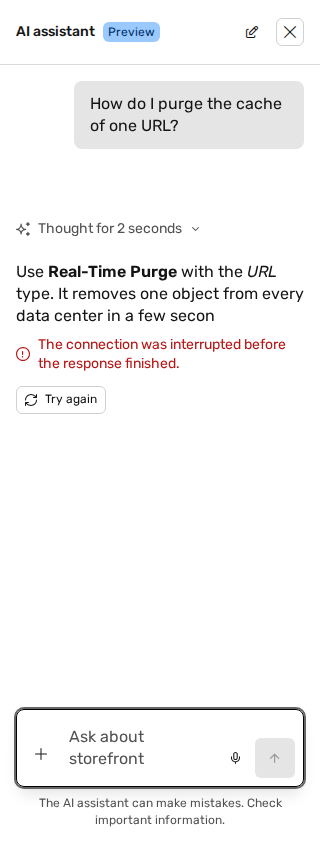 AI assistant Preview
How do I purge the cache
of one URL?
Thought for 2 seconds
Use Real-Time Purge with the URL
type. It removes one object from every
data center in a few secon
The connection was interrupted before
the response finished.
Try again
Ask about
storefront
The AI assistant can make mistakes. Check
important information.